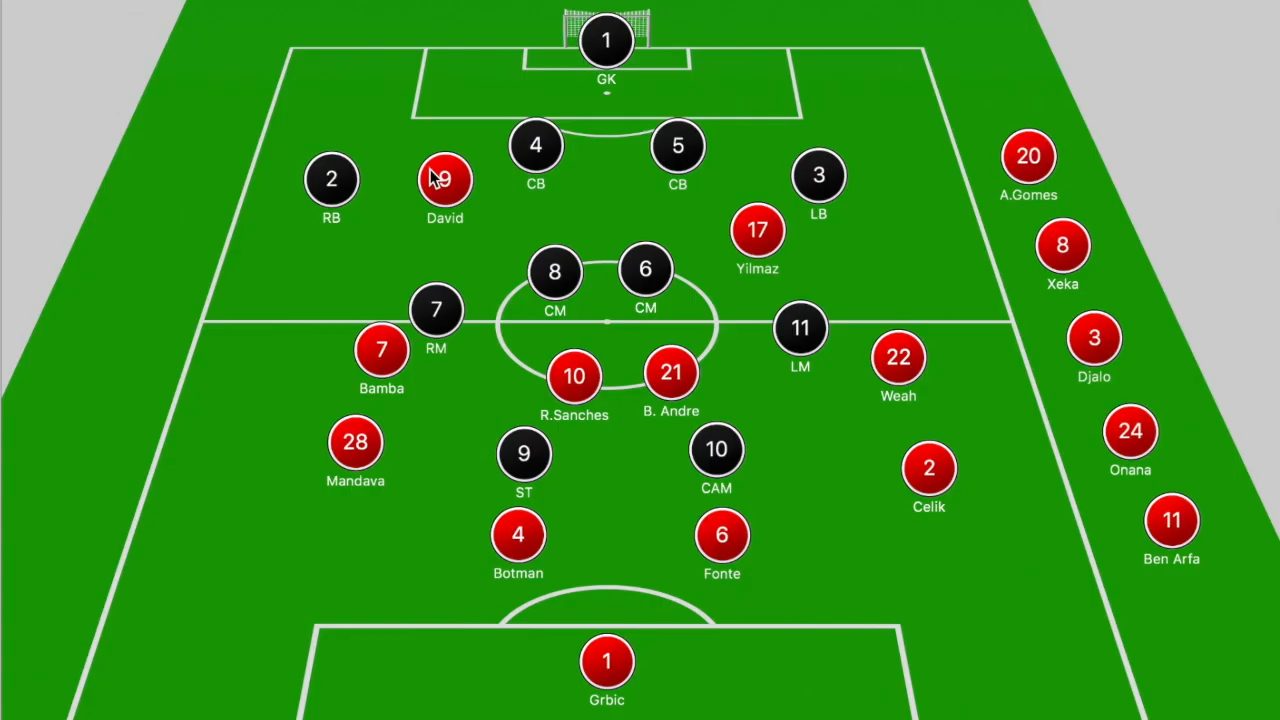 1
GK
4
CB
5
CB
2
RB
9
David
3
LB
20
A.Gomes
17
Yilmaz
8
Xeka
8
CM
6
CM
7
RM
11
LM
3
Djalo
7
Bamba
22
Weah
10
R.Sanches
21
B. Andre
28
Mandava
9
ST
10
CAM
2
Celik
24
Onana
4
Botman
6
Fonte
11
Ben Arfa
1
Grbic